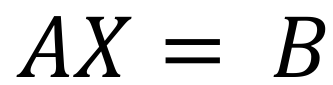 AX = B